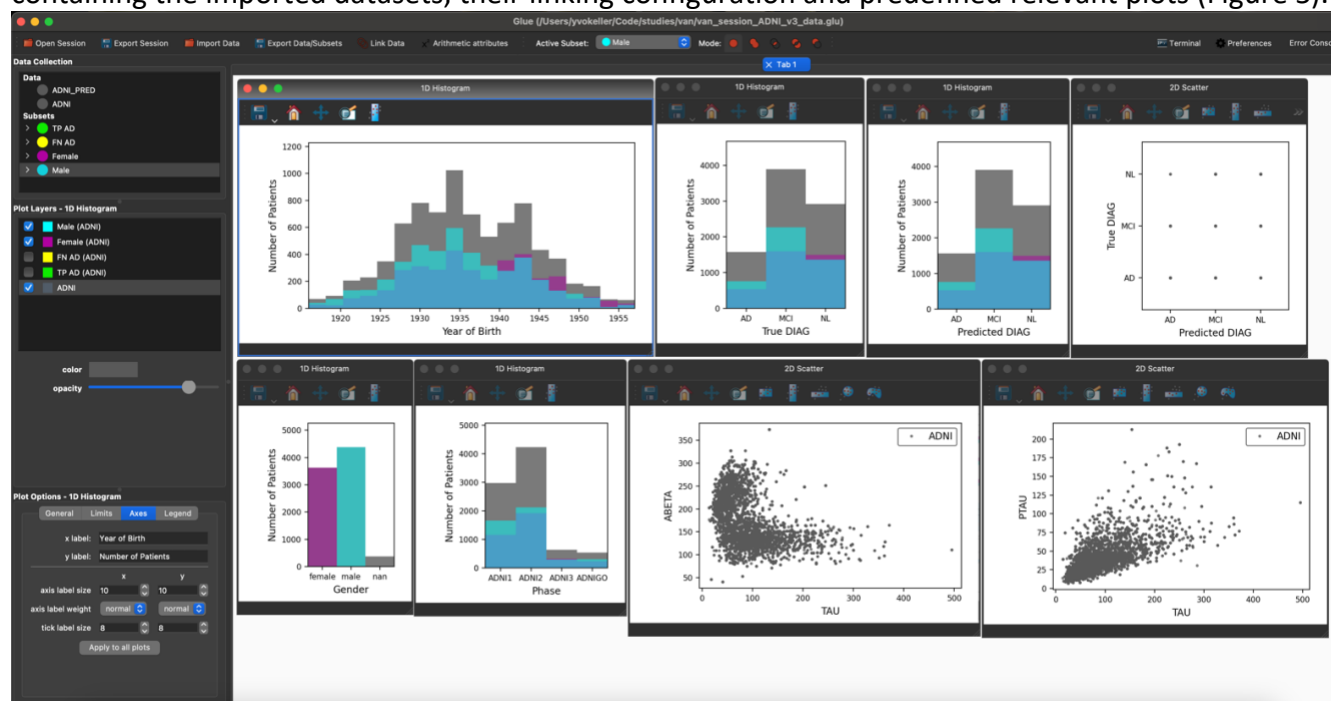 containing the imported datasets, their linking configuration and predefined relevant plots (Figure 3).
Glue (/Users/yvokeller/Code/studies/van/van_session_ADNI_v3_data.glu)
Open Session Export Session Import Data Export Data/Subsets Link Data Arithmetic attributes Active Subset: Male Mode: Terminal Preferences Error Conso
Data Collection
Data
ADNI_PRED
ADNI
Subsets
TP AD
FN AD
Female
Male
Plot Layers - 1D Histogram
Male (ADNI)
Female (ADNI)
FN AD (ADNI)
TP AD (ADNI)
ADNI
color
opacity
Plot Options - 1D Histogram
General Limits Axes Legend
x label: Year of Birth
y label: Number of Patients
x y
axis label size 10 10
axis label weight normal normal
tick label size 8 8
Apply to all plots
Tab 1
1D Histogram
Number of Patients
1200
1000
800
600
400
200
0
1920 1925 1930 1935 1940 1945 1950 1955
Year of Birth
1D Histogram
Number of Patients
4000
3000
2000
1000
0
AD MCI NL
True DIAG
1D Histogram
Number of Patients
4000
3000
2000
1000
0
AD MCI NL
Predicted DIAG
2D Scatter
True DIAG
NL
MCI
AD
AD MCI NL
Predicted DIAG
1D Histogram
Number of Patients
5000
4000
3000
2000
1000
0
female male nan
Gender
1D Histogram
Number of Patients
5000
4000
3000
2000
1000
0
ADNI1 ADNI2 ADNI3 ADNIGO
Phase
2D Scatter
ADNI
ABETA
350
300
250
200
150
100
50
0 100 200 300 400 500
TAU
2D Scatter
ADNI
PTAU
200
175
150
125
100
75
50
25
0
0 100 200 300 400 500
TAU